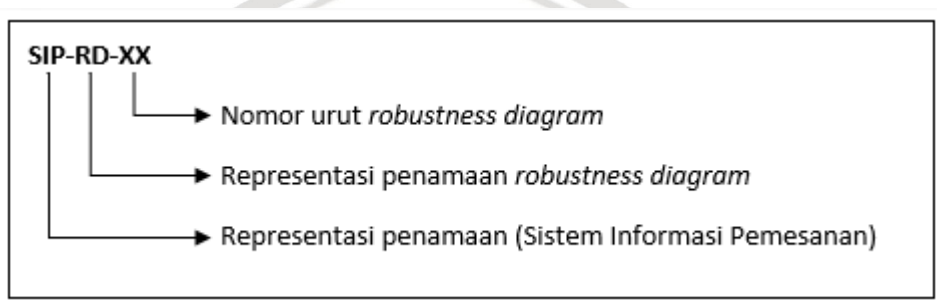 SIP-RD-XX
Nomor urut robustness diagram
Representasi penamaan robustness diagram
Representasi penamaan (Sistem Informasi Pemesanan)